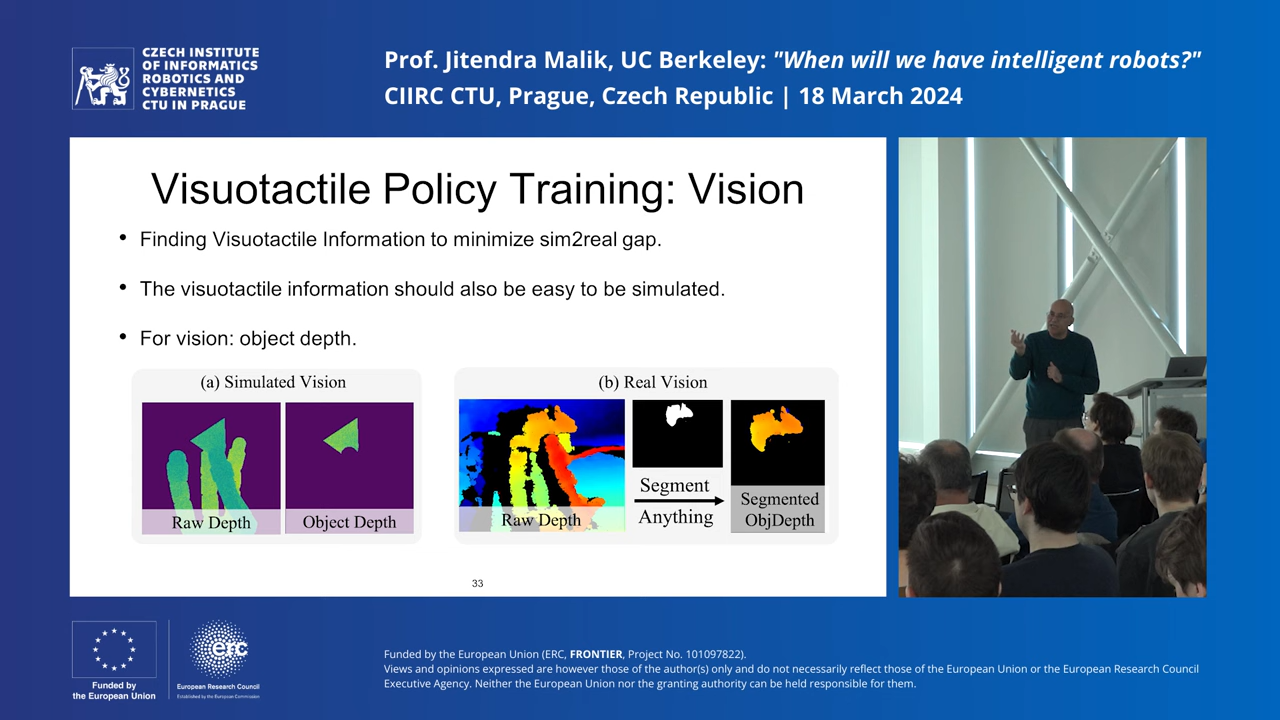 CZECH INSTITUTE
OF INFORMATICS
ROBOTICS AND
CYBERNETICS
CTU IN PRAGUE
Prof. Jitendra Malik, UC Berkeley: "When will we have intelligent robots?"
CIIRC CTU, Prague, Czech Republic | 18 March 2024
Visuotactile Policy Training: Vision
• Finding Visuotactile Information to minimize sim2real gap.
• The visuotactile information should also be easy to be simulated.
• For vision: object depth.
(a) Simulated Vision
Raw Depth
Object Depth
(b) Real Vision
Raw Depth
Segment
Anything
Segmented
ObjDepth
33
Funded by
the European Union
erc
European Research Council
Established by the European Commission
Funded by the European Union (ERC, FRONTIER, Project No. 101097822).
Views and opinions expressed are however those of the author(s) only and do not necessarily reflect those of the European Union or the European Research Council
Executive Agency. Neither the European Union nor the granting authority can be held responsible for them.